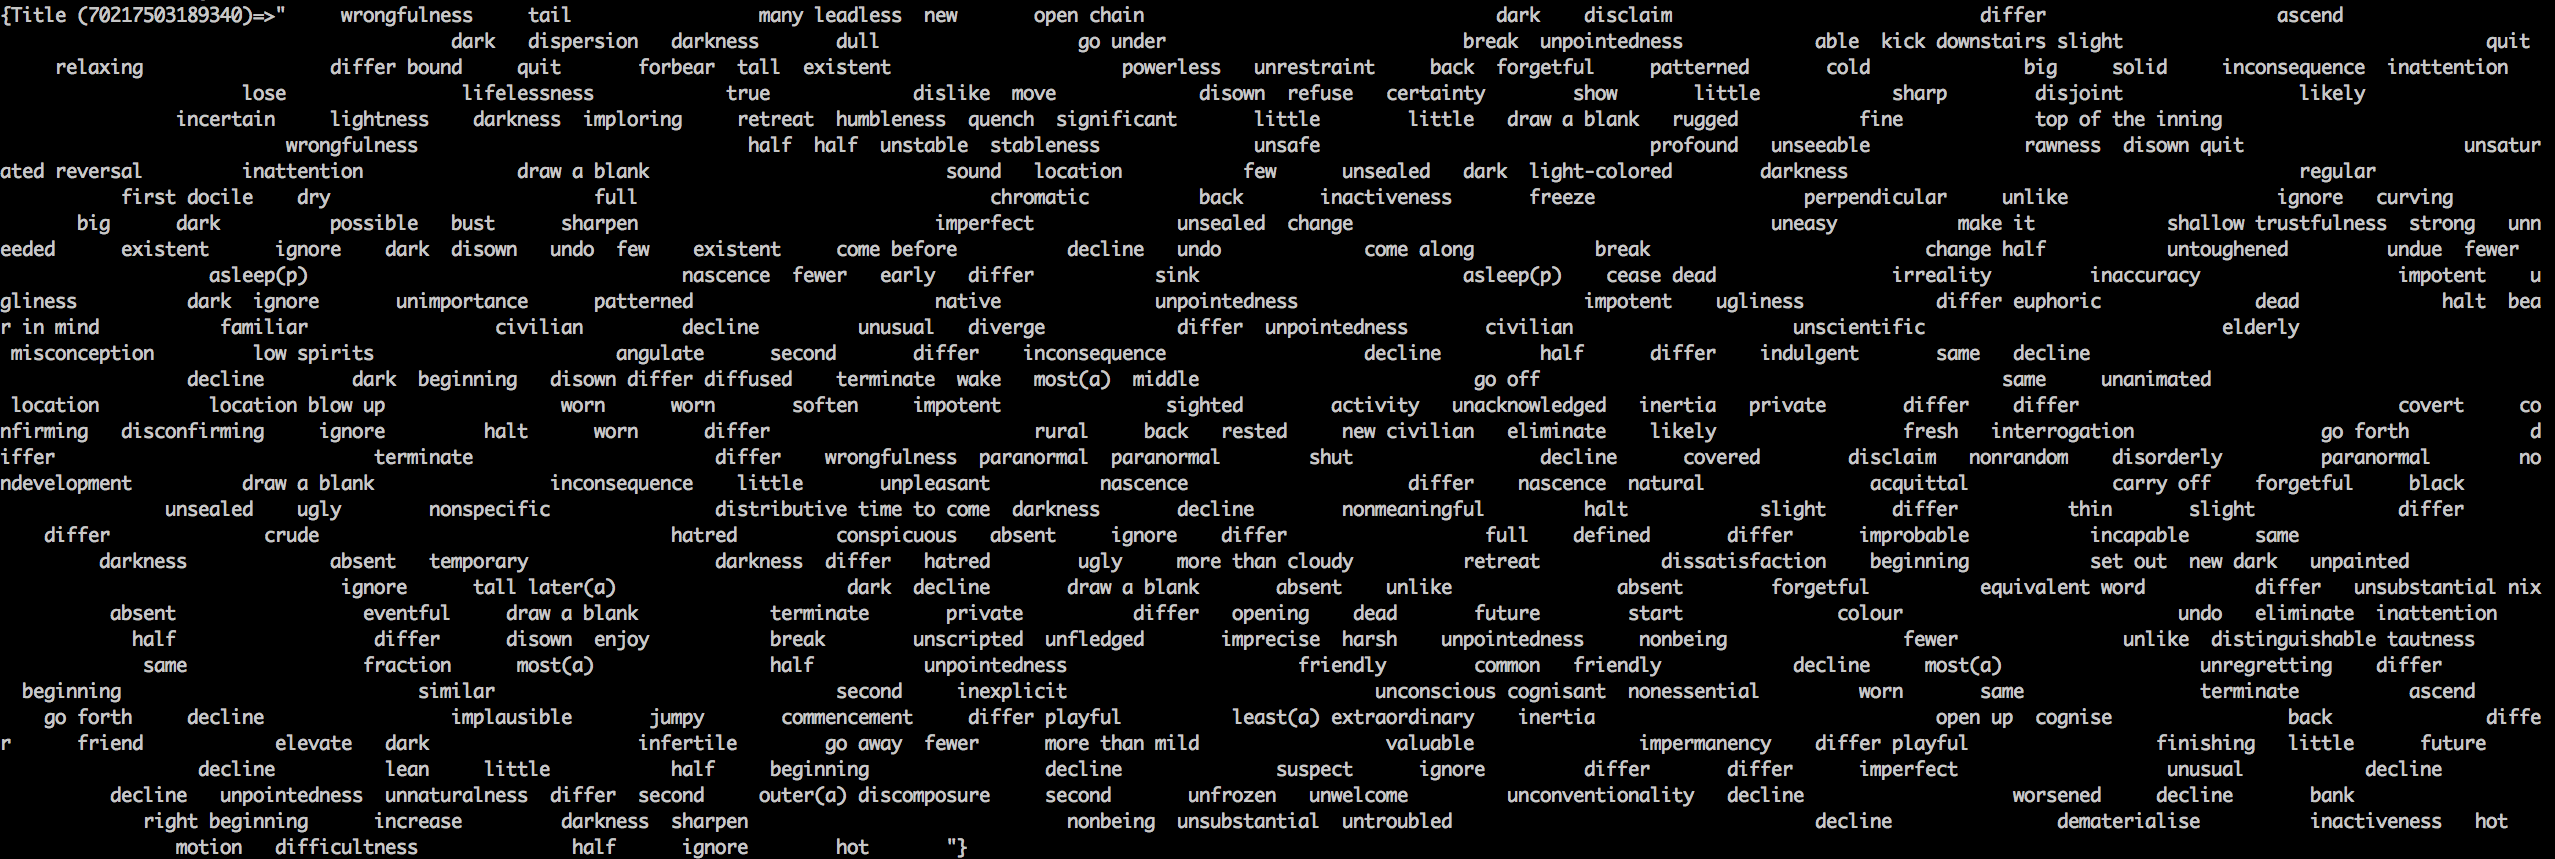 {Title (70217503189340)=>" wrongfulness tail many leadless new open chain dark disclaim differ ascend
dark dispersion darkness dull go under break unpointedness able kick downstairs slight quit
relaxing differ bound quit forbear tall existent powerless unrestraint back forgetful patterned cold big solid inconsequence inattention
lose lifelessness true dislike move disown refuse certainty show little sharp disjoint likely
incertain lightness darkness imploring retreat humbleness quench significant little little draw a blank rugged fine top of the inning
wrongfulness half half unstable stableness unsafe profound unseeable rawness disown quit unsatur
ated reversal inattention draw a blank sound location few unsealed dark light-colored darkness regular
first docile dry full chromatic back inactiveness freeze perpendicular unlike ignore curving
big dark possible bust sharpen imperfect unsealed change uneasy make it shallow trustfulness strong unn
eeded existent ignore dark disown undo few existent come before decline undo come along break change half untoughened undue fewer
asleep(p) nascence fewer early differ sink asleep(p) cease dead irreality inaccuracy impotent u
gliness dark ignore unimportance patterned native unpointedness impotent ugliness differ euphoric dead halt bea
r in mind familiar civilian decline unusual diverge differ unpointedness civilian unscientific elderly
misconception low spirits angulate second differ inconsequence decline half differ indulgent same decline
decline dark beginning disown differ diffused terminate wake most(a) middle go off same unanimated
location location blow up worn worn soften impotent sighted activity unacknowledged inertia private differ differ covert co
nfirming disconfirming ignore halt worn differ rural back rested new civilian eliminate likely fresh interrogation go forth d
iffer terminate differ wrongfulness paranormal paranormal shut decline covered disclaim nonrandom disorderly paranormal no
ndevelopment draw a blank inconsequence little unpleasant nascence differ nascence natural acquittal carry off forgetful black
unsealed ugly nonspecific distributive time to come darkness decline nonmeaningful halt slight differ thin slight differ
differ crude hatred conspicuous absent ignore differ full defined differ improbable incapable same
darkness absent temporary darkness differ hatred ugly more than cloudy retreat dissatisfaction beginning set out new dark unpainted
ignore tall later(a) dark decline draw a blank absent unlike absent forgetful equivalent word differ unsubstantial nix
absent eventful draw a blank terminate private differ opening dead future start colour undo eliminate inattention
half differ disown enjoy break unscripted unfledged imprecise harsh unpointedness nonbeing fewer unlike distinguishable tautness
same fraction most(a) half unpointedness friendly common friendly decline most(a) unregretting differ
beginning similar second inexplicit unconscious cognisant nonessential worn same terminate ascend
go forth decline implausible jumpy commencement differ playful least(a) extraordinary inertia open up cognise back diffe
r friend elevate dark infertile go away fewer more than mild valuable impermanency differ playful finishing little future
decline lean little half beginning decline suspect ignore differ differ imperfect unusual decline
decline unpointedness unnaturalness differ second outer(a) discomposure second unfrozen unwelcome unconventionality decline worsened decline bank
right beginning increase darkness sharpen nonbeing unsubstantial untroubled decline dematerialise inactiveness hot
motion difficultness half ignore hot "}